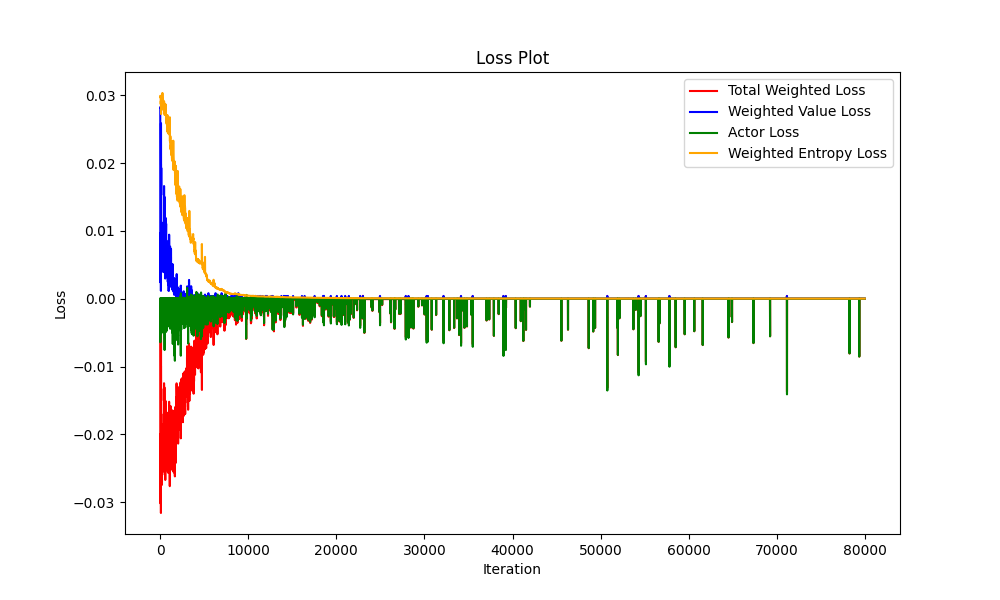 Loss Plot
Total Weighted Loss
Weighted Value Loss
Actor Loss
Weighted Entropy Loss
Loss
0.03
0.02
0.01
0.00
−0.01
−0.02
−0.03
0 10000 20000 30000 40000 50000 60000 70000 80000
Iteration